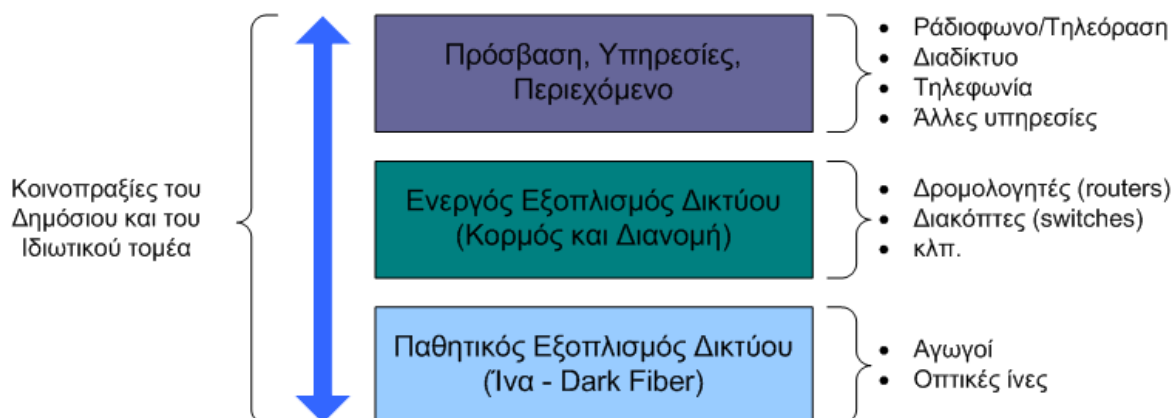 Κοινοπραξίες του
Δημόσιου και του
Ιδιωτικού τομέα
Πρόσβαση, Υπηρεσίες,
Περιεχόμενο
• Ράδιοφωνο/Τηλεόραση
• Διαδίκτυο
• Τηλεφωνία
• Άλλες υπηρεσίες
Ενεργός Εξοπλισμός Δικτύου
(Κορμός και Διανομή)
• Δρομολογητές (routers)
• Διακόπτες (switches)
• κλπ.
Παθητικός Εξοπλισμός Δικτύου
(Ίνα - Dark Fiber)
• Αγωγοί
• Οπτικές ίνες